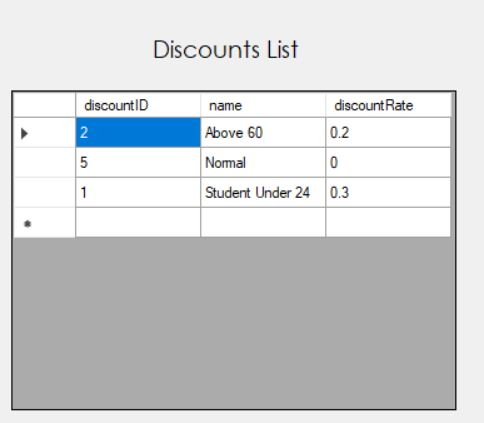 Discounts List
discountID name discountRate
2 Above 60 0.2
5 Normal 0
1 Student Under 24 0.3